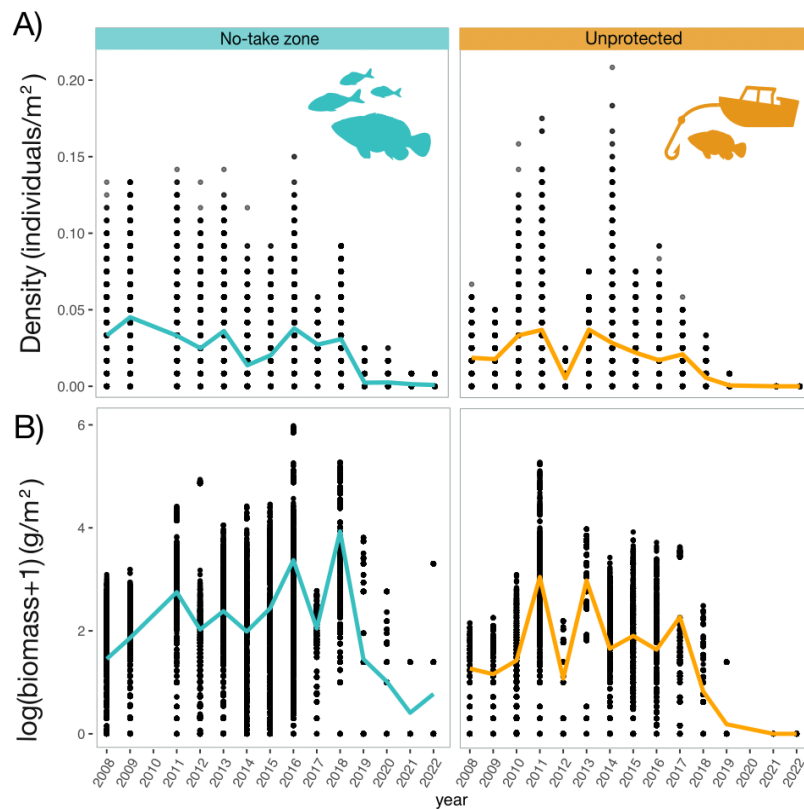 A)
No-take zone
Unprotected
Density (individuals/m²)
0.20
0.15
0.10
0.05
0.00
B)
log(biomass+1) (g/m²)
6
4
2
0
2008 2009 2010 2011 2012 2013 2014 2015 2016 2017 2018 2019 2020 2021 2022
2008 2009 2010 2011 2012 2013 2014 2015 2016 2017 2018 2019 2020 2021 2022
year